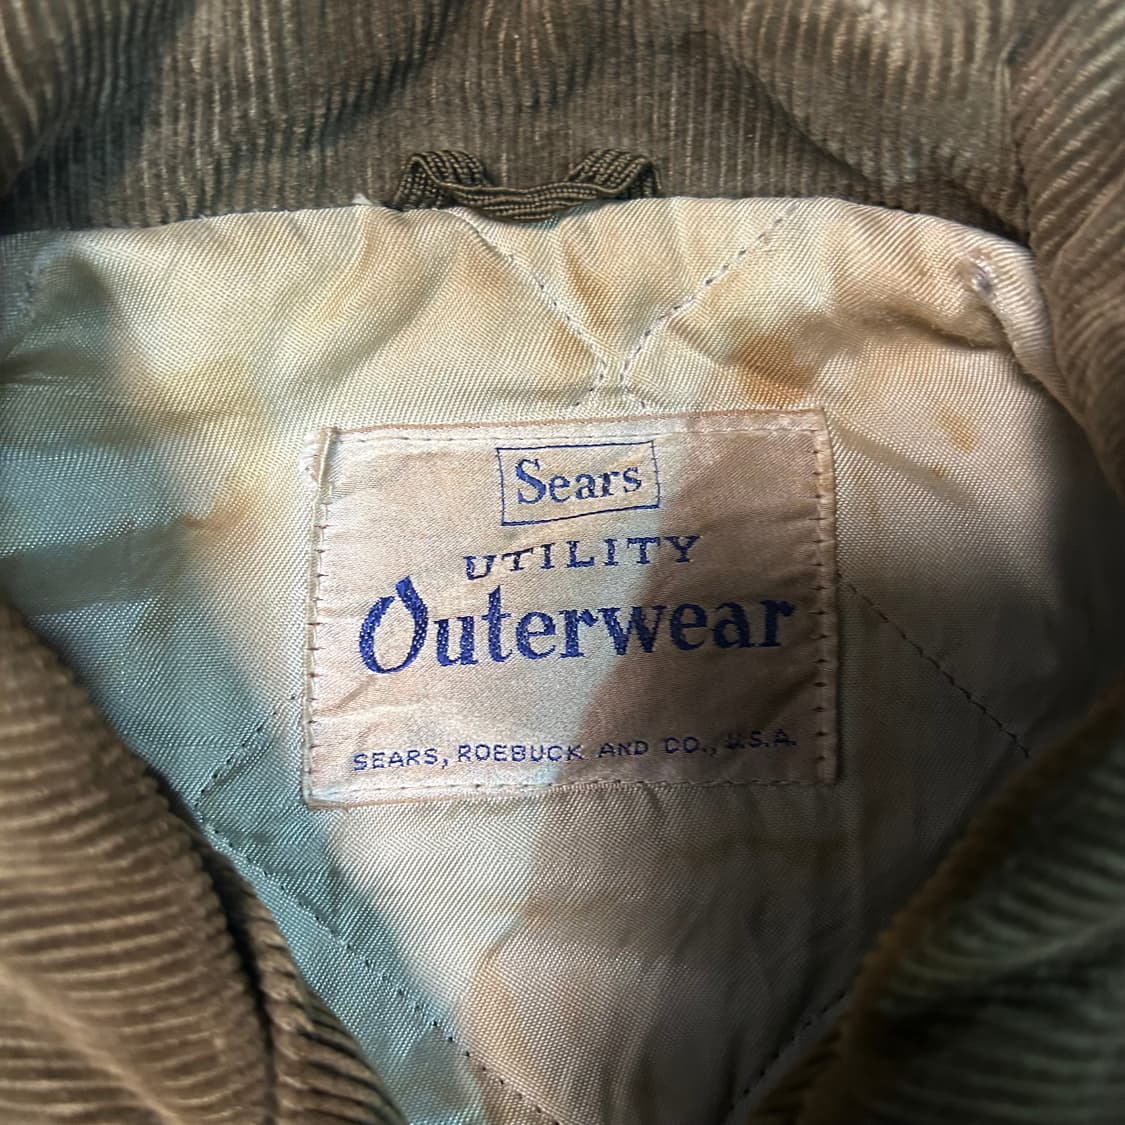 Sears
UTILITY
Outerwear
SEARS, ROEBUCK AND CO., U.S.A.